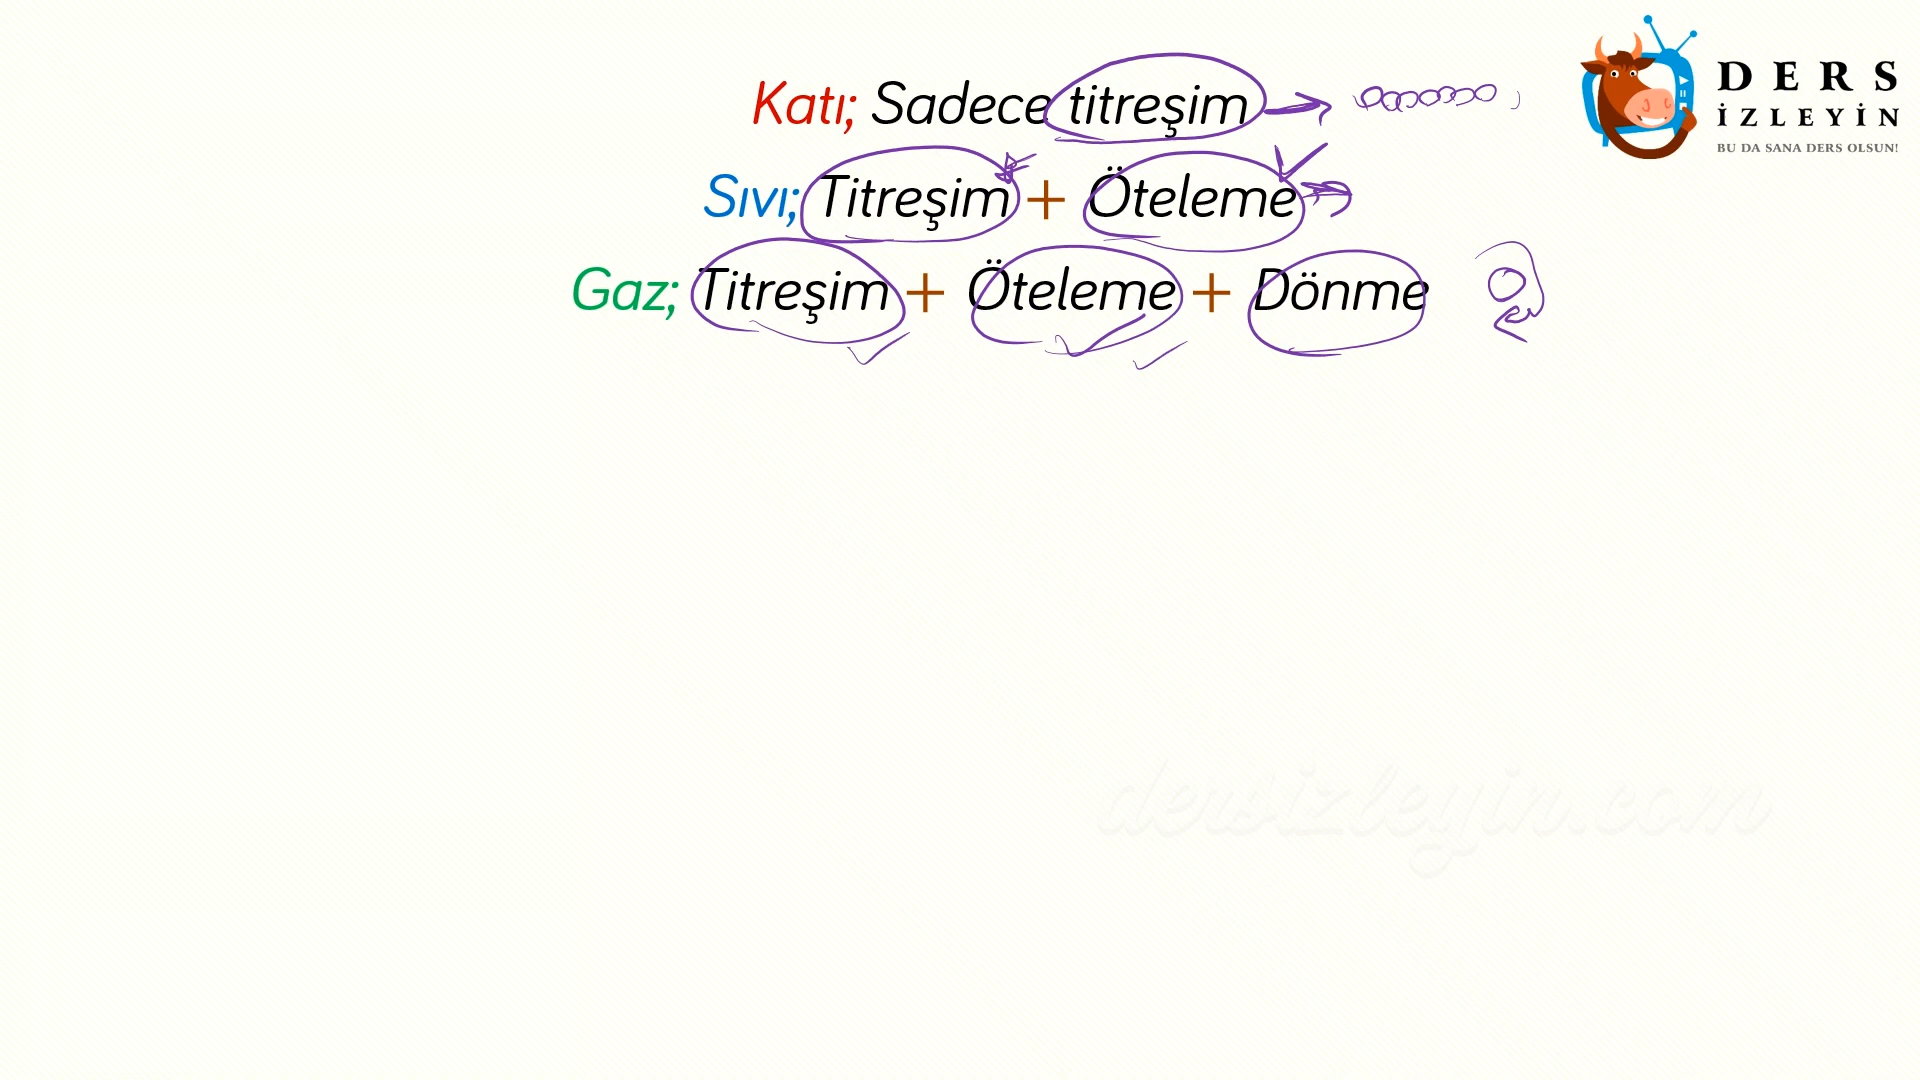 Katı; Sadece titreşim
Sıvı; Titreşim + Öteleme
Gaz; Titreşim + Öteleme + Dönme
DERS
İZLEYİN
BU DA SANA DERS OLSUN!
dersizleyin.com